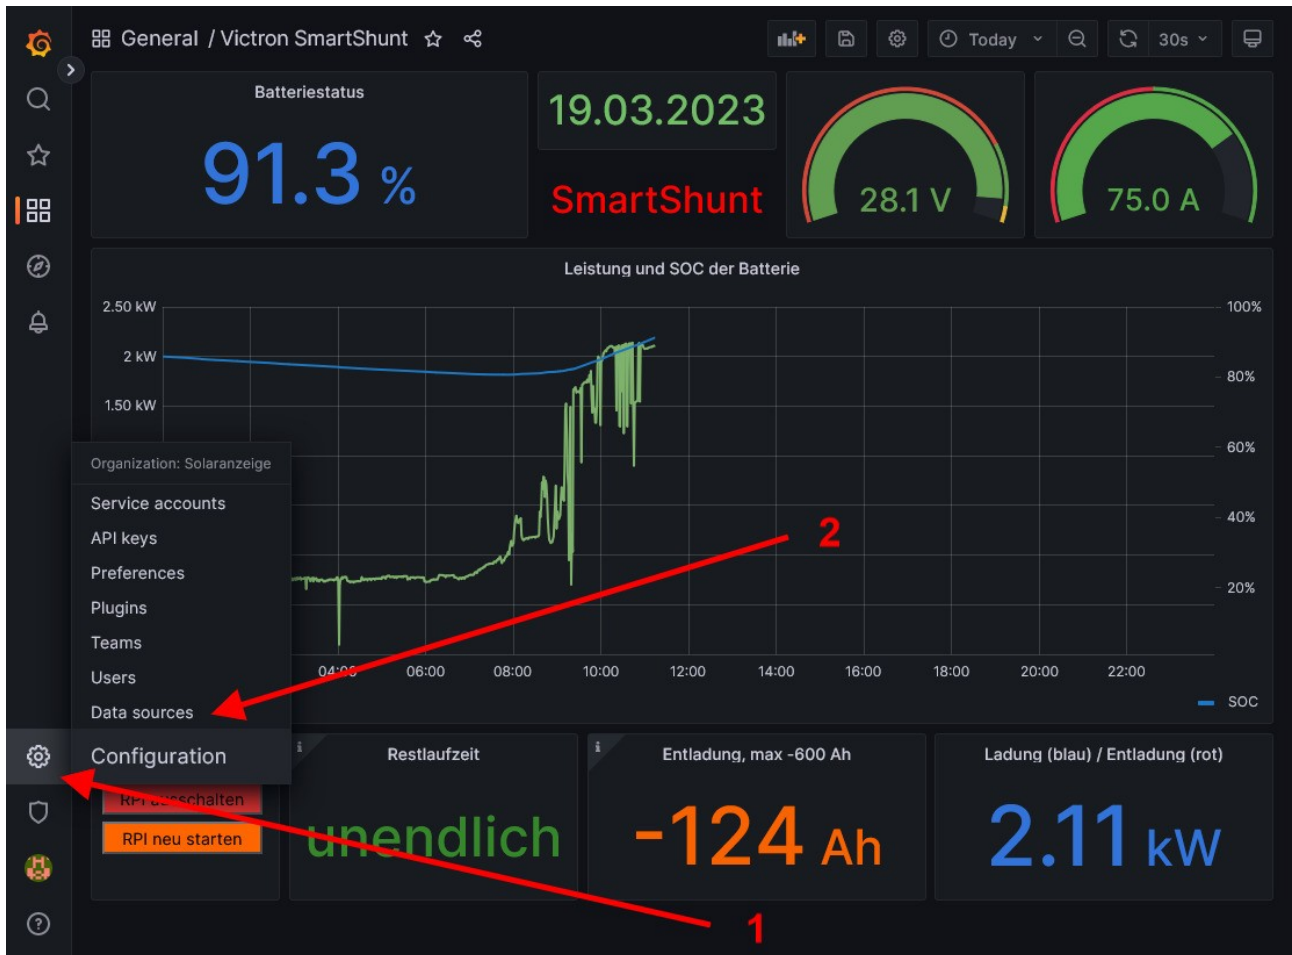 General / Victron SmartShunt
Today
30s
Batteriestatus
91.3 %
19.03.2023
SmartShunt
28.1 V
75.0 A
Leistung und SOC der Batterie
2.50 kW
2 kW
1.50 kW
100%
80%
60%
40%
20%
04:00 06:00 08:00 10:00 12:00 14:00 16:00 18:00 20:00 22:00
SOC
Organization: Solaranzeige
Service accounts
API keys
Preferences
Plugins
Teams
Users
Data sources
Configuration
2
RPI ausschalten
RPI neu starten
Restlaufzeit
unendlich
Entladung, max -600 Ah
-124 Ah
Ladung (blau) / Entladung (rot)
2.11 kW
1